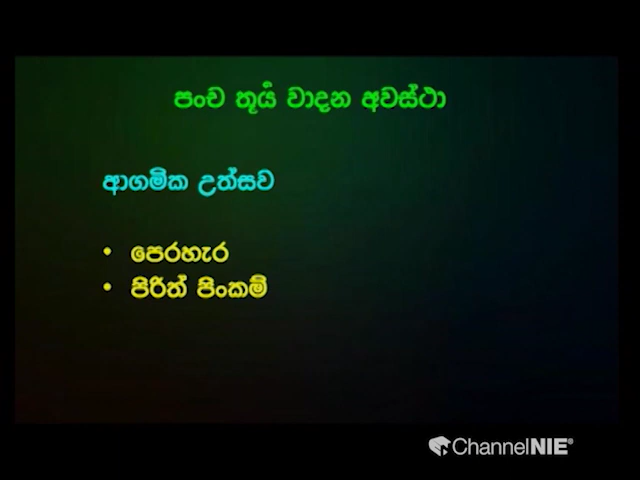 පංච තූර්‍ය වාදන අවස්ථා
ආගමික උත්සව
• පෙරහැර
• පිරිත් පිංකම්
ChannelNIE®